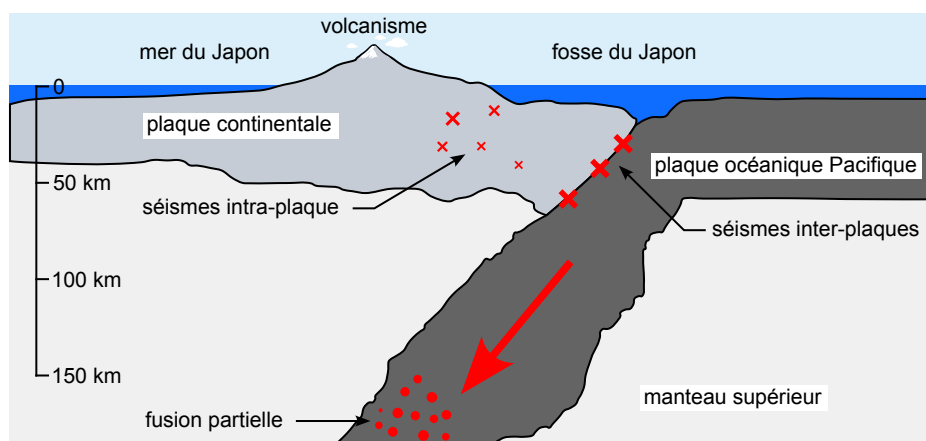 volcanisme
mer du Japon
fosse du Japon
0
plaque continentale
plaque océanique Pacifique
50 km
séismes intra-plaque
séismes inter-plaques
100 km
150 km
manteau supérieur
fusion partielle